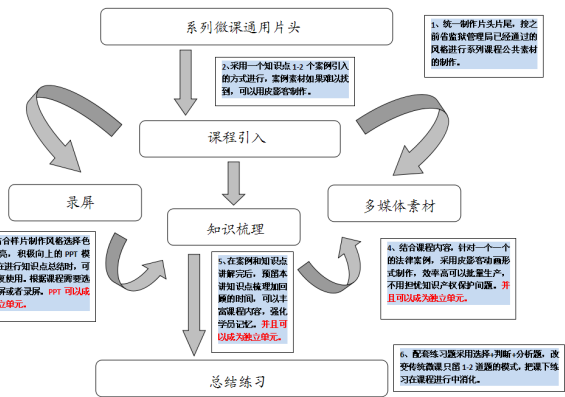 系列微课通用片头
1、统一制作片头片尾，按之
前省监狱管理局已经通过的
风格进行系列课程公共素材
的制作。
2、采用一个知识点1-2个案例引入
的方式进行，案例素材如果难以找
到，可以用皮影客制作。
课程引入
录屏
知识梳理
多媒体素材
合样片制作风格选择色
亮，积极向上的PPT模
在进行知识点总结时，可
复使用。根据课程需要选
屏或者录屏。PPT可以成
立单元。
5、在案例和知识点
讲解完后，预留本
讲知识点梳理加回
顾的时间，可以丰
富课程内容，强化
学员记忆。并且可
以成为独立单元。
4、结合课程内容，针对一个一个
的法律案例，采用皮影客动画形
式制作，效率高可以批量生产，
不用担忧知识产权保护问题。并
且可以成为独立单元。
总结练习
6、配套练习题采用选择+判断+分析题，改
变传统微课只留1-2道题的模式，把课下练
习在课程进行中消化。